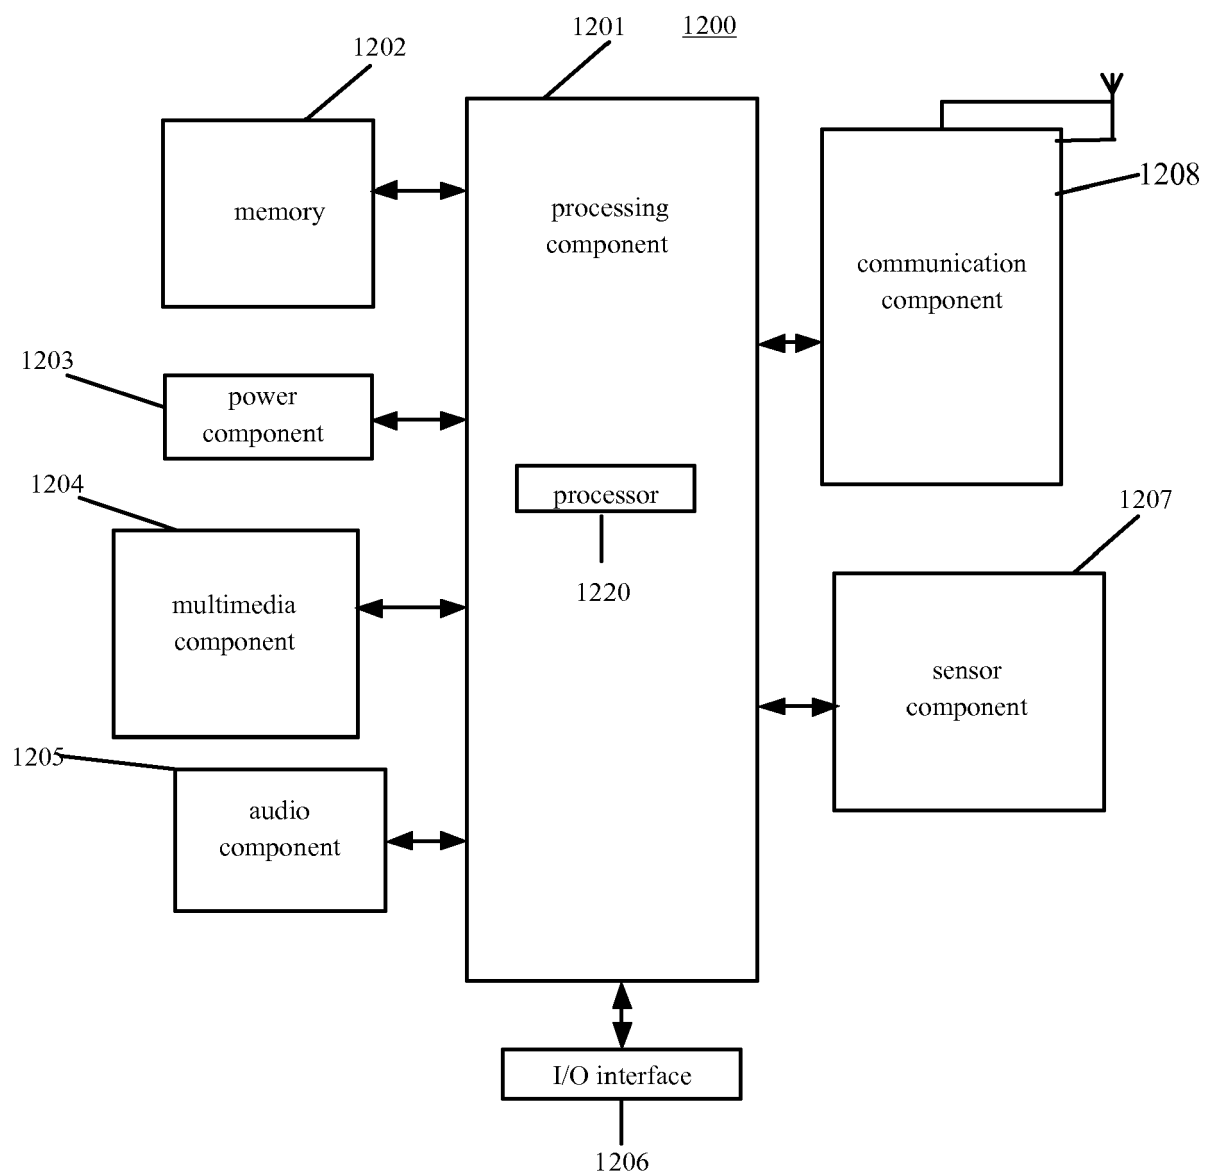 1201
1200
1202
memory
processing
component
1208
communication
component
1203
power
component
1204
processor
1207
1220
multimedia
component
sensor
component
1205
audio
component
I/O interface
1206